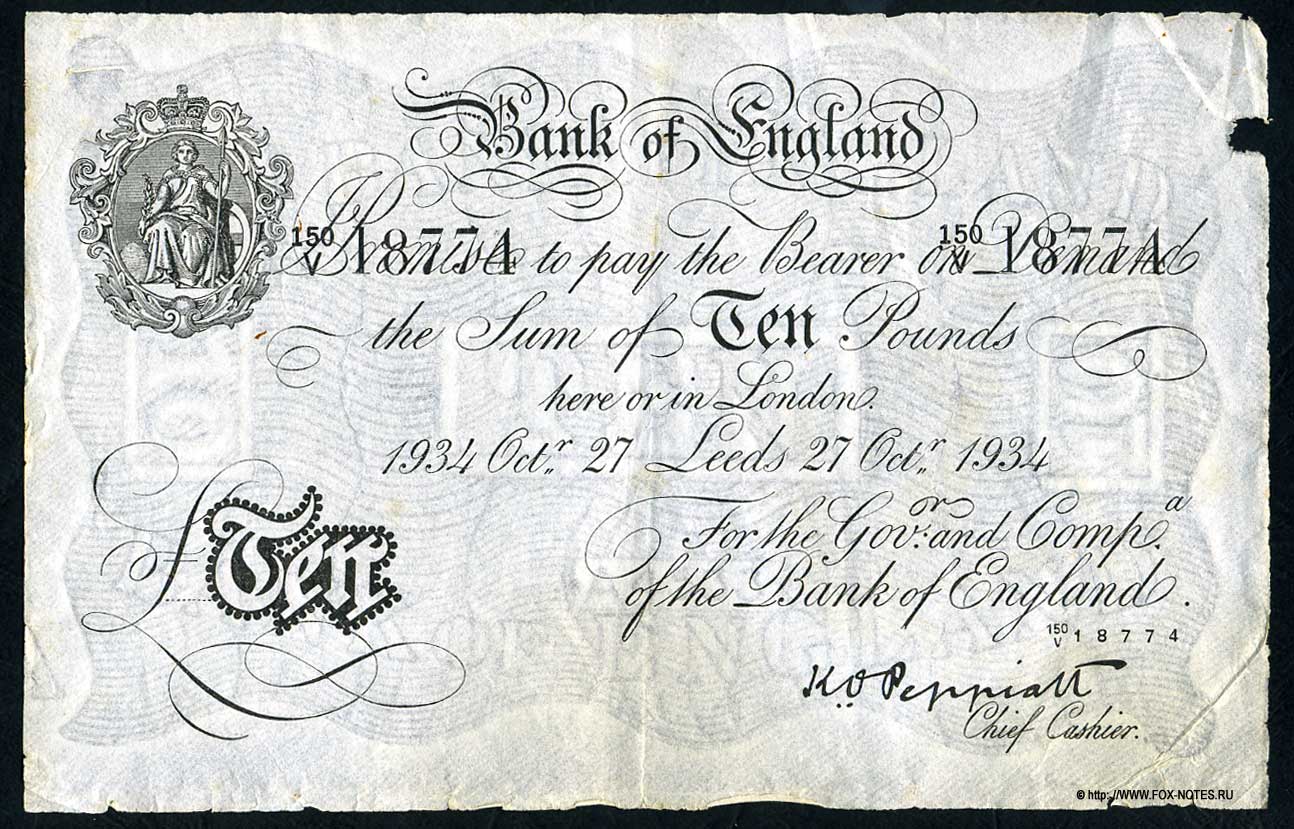 Bank of England
150/V 18774 150/V 18774
I Promise to pay the Bearer on Demand
the Sum of Ten Pounds
here or in London.
1934 Octr. 27 Leeds 27 Octr. 1934
For the Govr. and Compa.
of the Bank of England.
£Ten
150/V 18774
K.O. Peppiatt
Chief Cashier.
© http://WWW.FOX-NOTES.RU